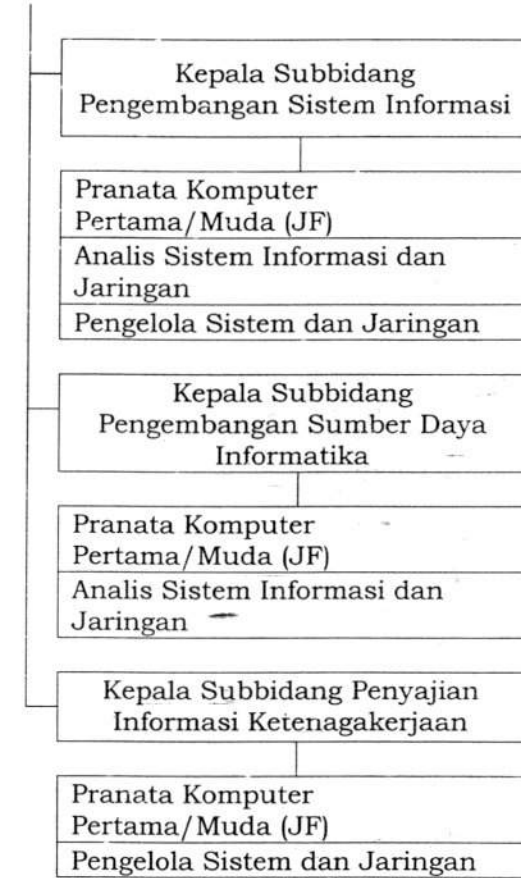 Kepala Subbidang
Pengembangan Sistem Informasi
Pranata Komputer
Pertama/Muda (JF)
Analis Sistem Informasi dan
Jaringan
Pengelola Sistem dan Jaringan
Kepala Subbidang
Pengembangan Sumber Daya
Informatika
Pranata Komputer
Pertama/Muda (JF)
Analis Sistem Informasi dan
Jaringan
Kepala Subbidang Penyajian
Informasi Ketenagakerjaan
Pranata Komputer
Pertama/Muda (JF)
Pengelola Sistem dan Jaringan